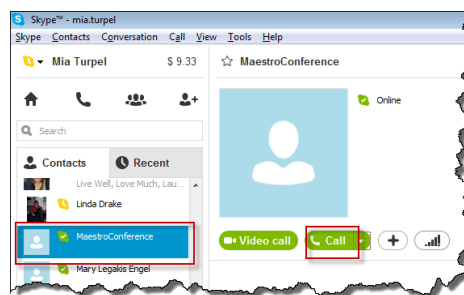 Skype™ - mia.turpel
Skype Contacts Conversation Call View Tools Help
Mia Turpel $ 9.33
MaestroConference
Online
Search
Contacts Recent
Live Well, Love Much, Lau...
Linda Drake
MaestroConference
Mary Legakis Engel
Video call Call